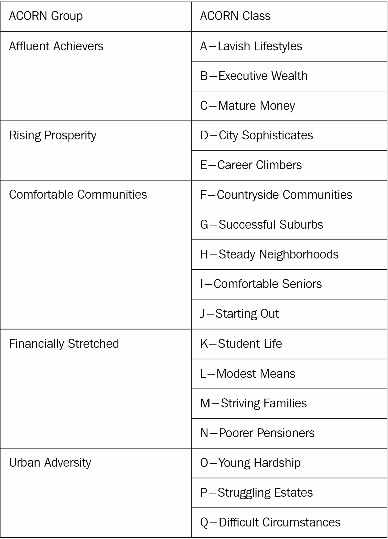 ACORN Group ACORN Class
Affluent Achievers A–Lavish Lifestyles
B–Executive Wealth
C–Mature Money
Rising Prosperity D–City Sophisticates
E–Career Climbers
Comfortable Communities F–Countryside Communities
G–Successful Suburbs
H–Steady Neighborhoods
I–Comfortable Seniors
J–Starting Out
Financially Stretched K–Student Life
L–Modest Means
M–Striving Families
N–Poorer Pensioners
Urban Adversity O–Young Hardship
P–Struggling Estates
Q–Difficult Circumstances